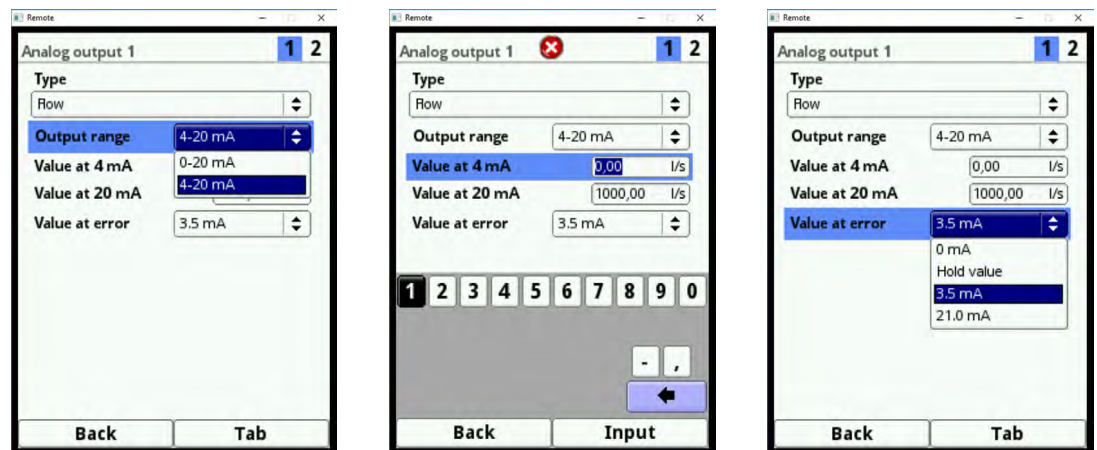 Remote
Analog output 1 1 2
Type
Flow
Output range 4-20 mA
0-20 mA
Value at 4 mA
4-20 mA
Value at 20 mA
Value at error 3.5 mA
Back Tab
Remote
Analog output 1 1 2
Type
Flow
Output range 4-20 mA
Value at 4 mA 0,00 l/s
Value at 20 mA 1000,00 l/s
Value at error 3.5 mA
1 2 3 4 5 6 7 8 9 0
- ,
Back Input
Remote
Analog output 1 1 2
Type
Flow
Output range 4-20 mA
Value at 4 mA 0,00 l/s
Value at 20 mA 1000,00 l/s
Value at error 3.5 mA
0 mA
Hold value
3.5 mA
21.0 mA
Back Tab